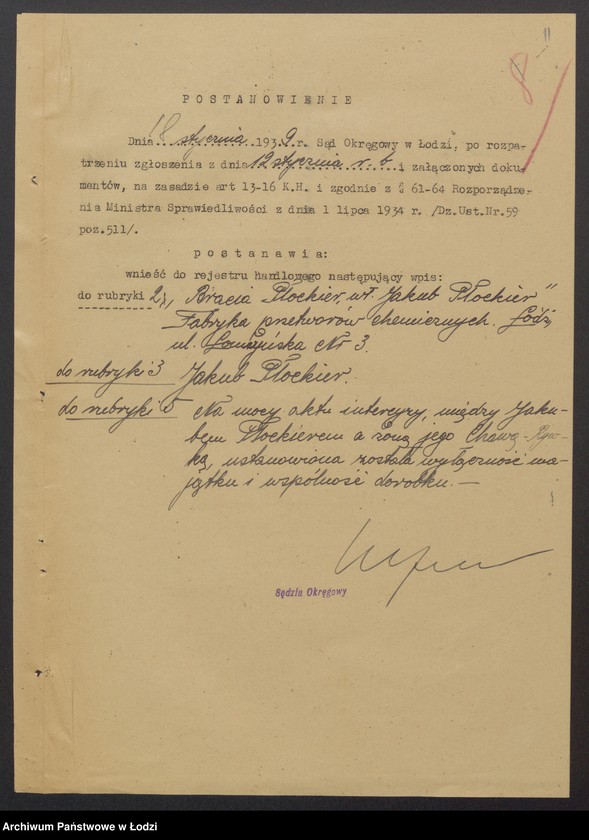 11
8
POSTANOWIENIE
Dnia 18 stycznia 1939 r. Sąd Okręgowy w Łodzi, po rozpa-
trzeniu zgłoszenia z dnia 12 stycznia r. b. i załączonych doku-
mentów, na zasadzie art 13-16 K.H. i zgodnie z § 61-64 Rozporządze-
nia Ministra Sprawiedliwości z dnia 1 lipca 1934 r. /Dz.Ust.Nr.59
poz.511/.
postanawia:
wnieść do rejestru handlowego następujący wpis:
do rubryki 2, "Bracia Płockier, wł. Jakub Płockier"
Fabryka przetworów chemicznych. Łódź,
ul. Nr 3.
do rubryki 3 Jakub Płockier.
do rubryki 5 Na mocy aktu intercyzy, między Jaku-
bem Płockierem a żoną jego Chawą-Ryw-
ką, ustanowiona została wyłączność ma-
jątku i wspólność dorobku.—
Sędzia Okręgowy
Archiwum Państwowe w Łodzi